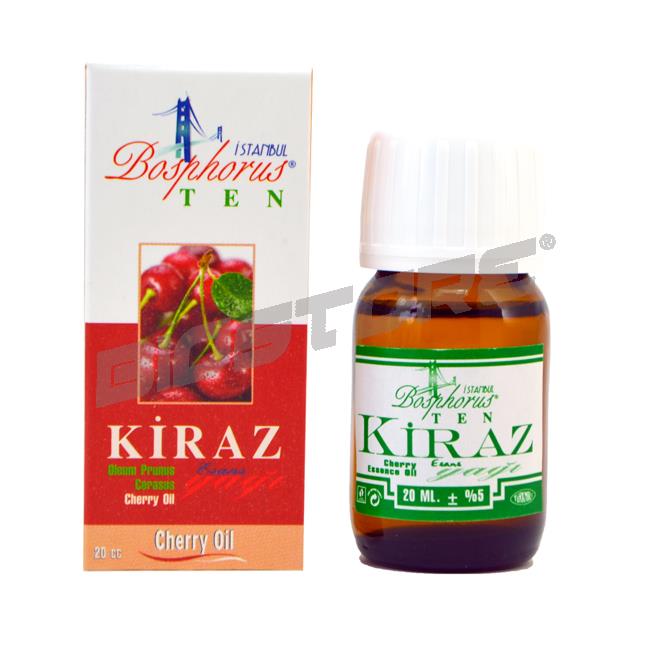 İSTANBUL
Bosphorus®
TEN
KİRAZ
Oleum Prunus
Cerasus
Esans
yağı
Cherry Oil
Cherry Oil
20 cc
BIOSTORE®
İSTANBUL
Bosphorus®
TEN
KİRAZ
Cherry
Essence Oil
Esans
yağı
20 ML. ± %5